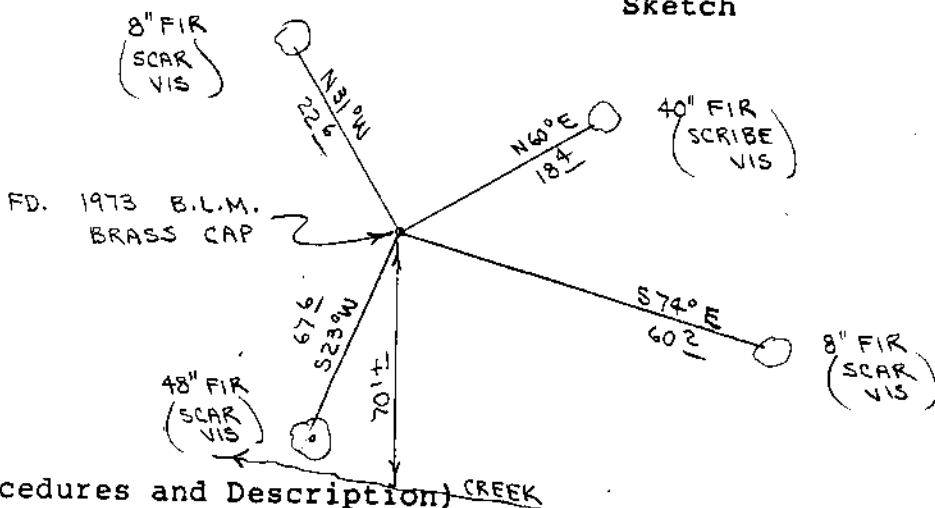 Sketch
8" FIR
(SCAR
VIS)
N31°W
22 6
N60°E
18 4
40" FIR
(SCRIBE
VIS)
FD. 1973 B.L.M.
BRASS CAP
S74°E
60 2
8" FIR
(SCAR
VIS)
67 6
S23°W
70'±
48" FIR
(SCAR
VIS)
cedures and Description) CREEK